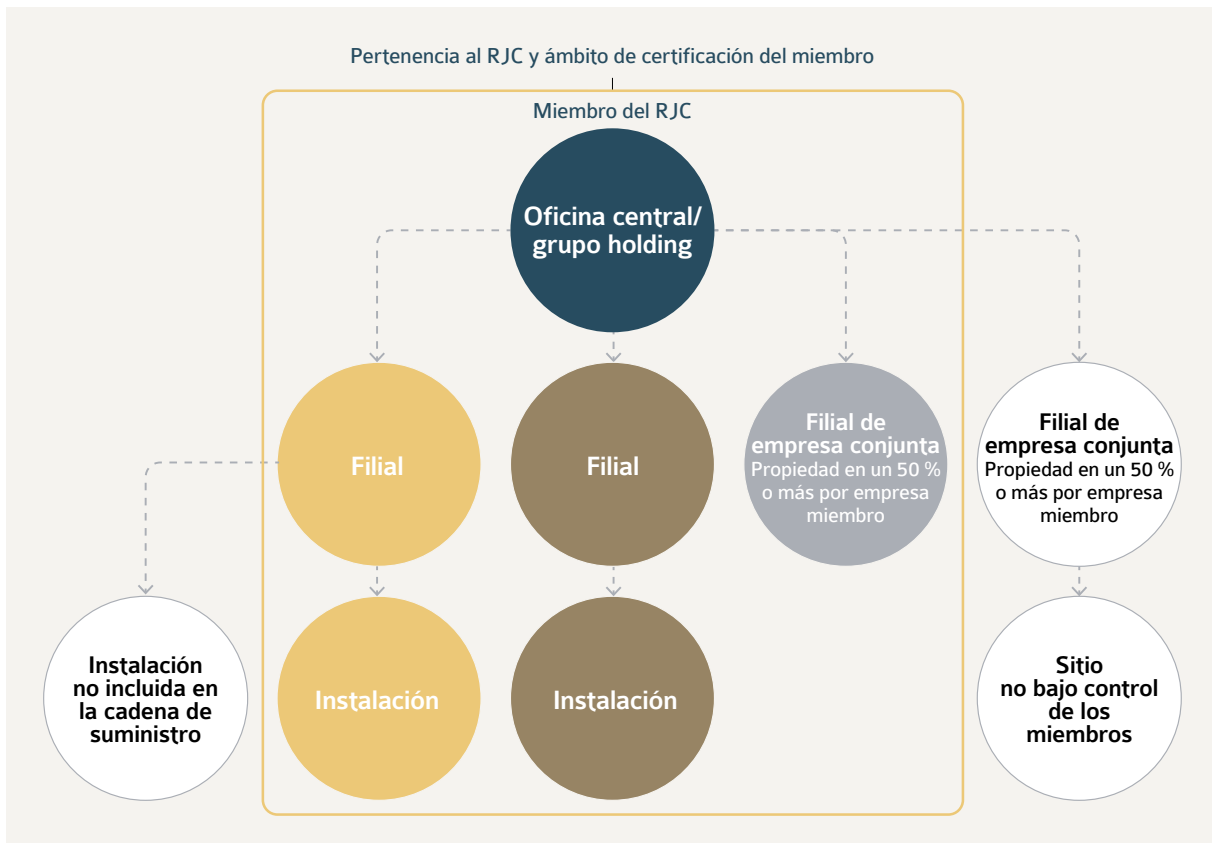 Pertenencia al RJC y ámbito de certificación del miembro
Miembro del RJC
Oficina central/
grupo holding
Filial
Filial
Filial de
empresa conjunta
Propiedad en un 50 %
o más por empresa
miembro
Filial de
empresa conjunta
Propiedad en un 50 %
o más por empresa
miembro
Instalación
no incluida en
la cadena de
suministro
Instalación
Instalación
Sitio
no bajo control
de los
miembros